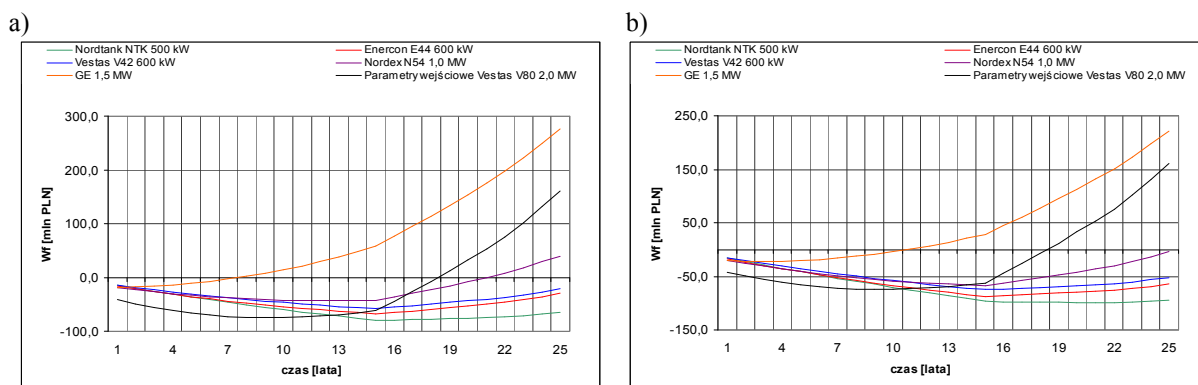 a)
Nordtank NTK 500 kW Enercon E44 600 kW
Vestas V42 600 kW Nordex N54 1,0 MW
GE 1,5 MW Parametry wejściowe Vestas V80 2,0 MW
300,0
200,0
100,0
0,0
-100,0
Wf [mln PLN]
1 4 7 10 13 16 19 22 25
czas [lata]
b)
Nordtank NTK 500 kW Enercon E44 600 kW
Vestas V42 600 kW Nordex N54 1,0 MW
GE 1,5 MW Parametry wejściowe Vestas V80 2,0 MW
250,0
150,0
50,0
-50,0
-150,0
Wf [mln PLN]
1 4 7 10 13 16 19 22 25
czas [lata]